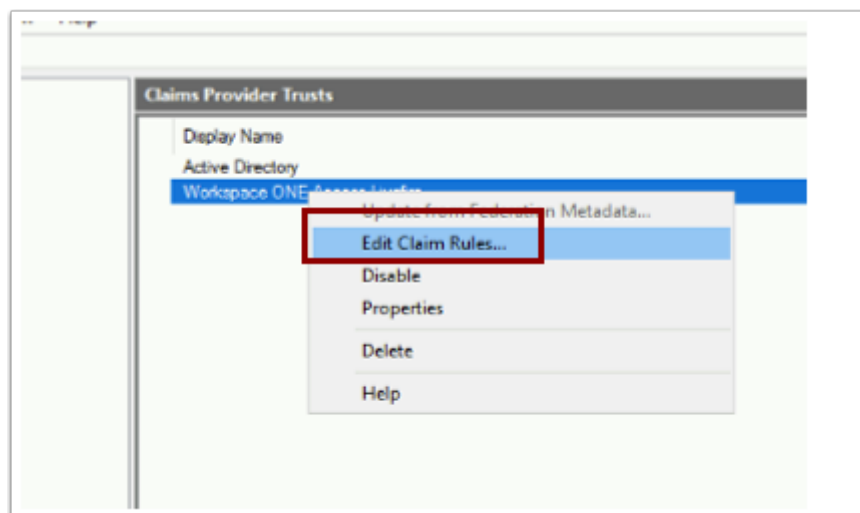 Help
Claims Provider Trusts
Display Name
Active Directory
Workspace ONE Access
Update from Federation Metadata...
Edit Claim Rules...
Disable
Properties
Delete
Help